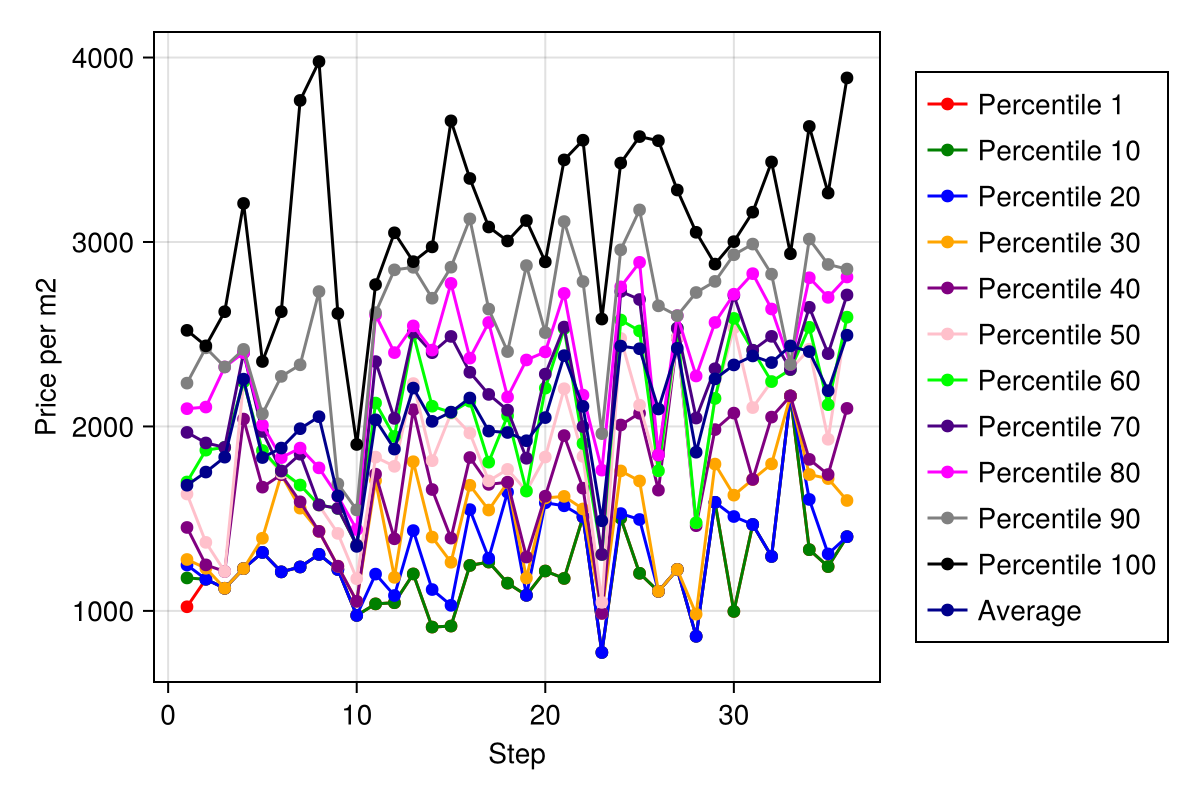 4000
3000
2000
1000
Price per m2
0
10
20
30
Step
Percentile 1
Percentile 10
Percentile 20
Percentile 30
Percentile 40
Percentile 50
Percentile 60
Percentile 70
Percentile 80
Percentile 90
Percentile 100
Average